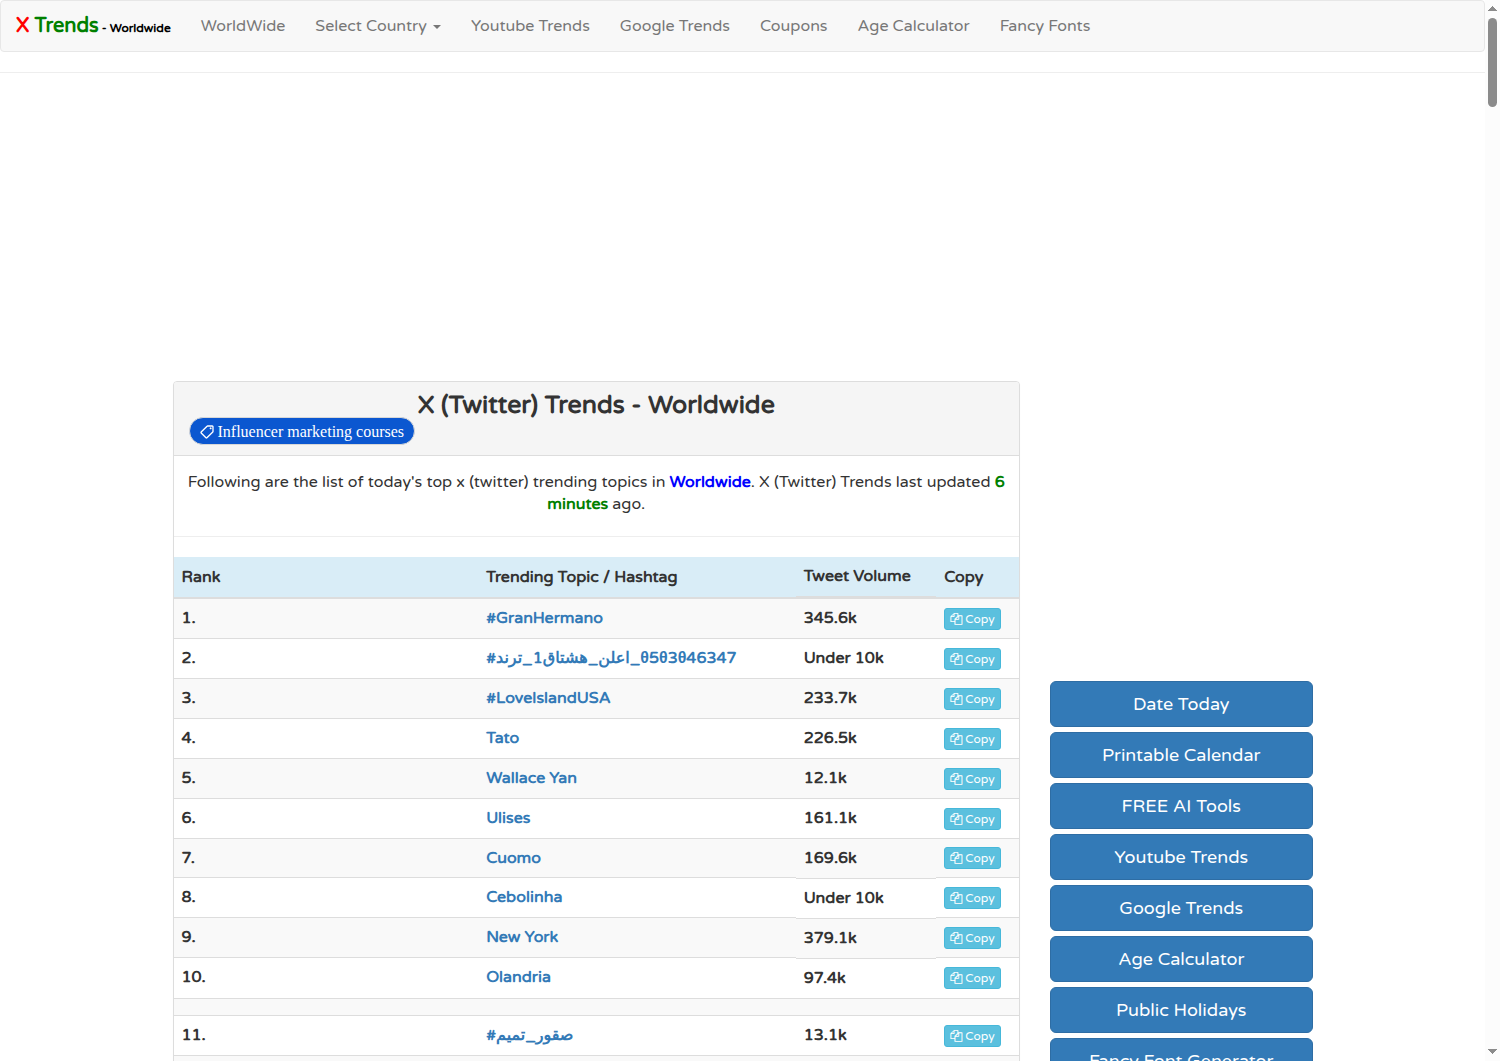 X Trends - Worldwide WorldWide Select Country Youtube Trends Google Trends Coupons Age Calculator Fancy Fonts
X (Twitter) Trends - Worldwide
Influencer marketing courses
Following are the list of today's top x (twitter) trending topics in Worldwide. X (Twitter) Trends last updated 6
minutes ago.
Rank Trending Topic / Hashtag Tweet Volume Copy
1. #GranHermano 345.6k Copy
2. #اعلن_هشتاق1_ترند_0503046347 Under 10k Copy
3. #LoveIslandUSA 233.7k Copy
4. Tato 226.5k Copy
5. Wallace Yan 12.1k Copy
6. Ulises 161.1k Copy
7. Cuomo 169.6k Copy
8. Cebolinha Under 10k Copy
9. New York 379.1k Copy
10. Olandria 97.4k Copy
11. #صقور_تميم 13.1k Copy
Date Today
Printable Calendar
FREE AI Tools
Youtube Trends
Google Trends
Age Calculator
Public Holidays
Fancy Font Generator